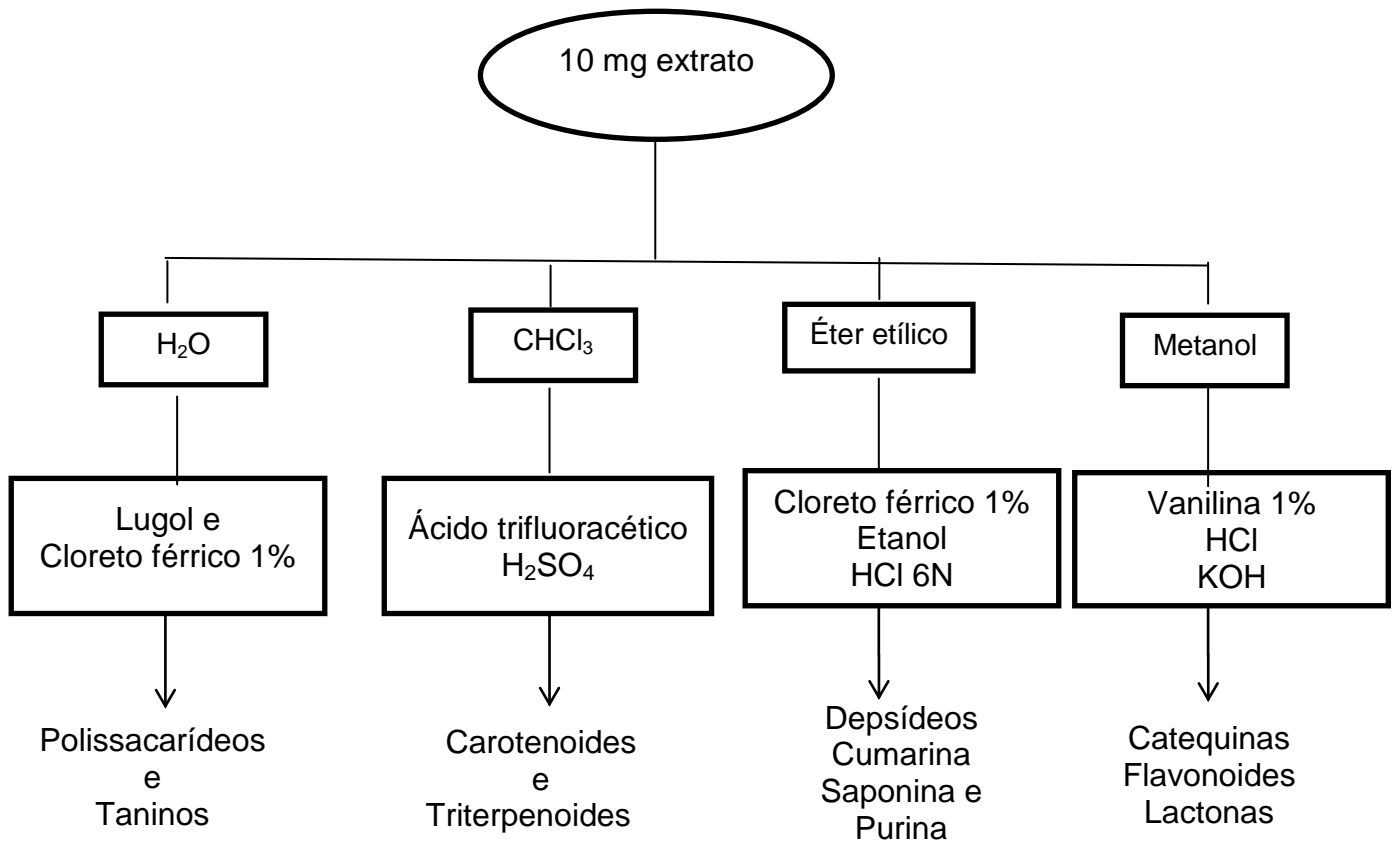 10 mg extrato
H₂O
CHCl₃
Éter etílico
Metanol
Lugol e
Cloreto férrico 1%
Ácido trifluoracético
H₂SO₄
Cloreto férrico 1%
Etanol
HCl 6N
Vanilina 1%
HCl
KOH
Polissacarídeos
e
Taninos
Carotenoides
e
Triterpenoides
Depsídeos
Cumarina
Saponina e
Purina
Catequinas
Flavonoides
Lactonas